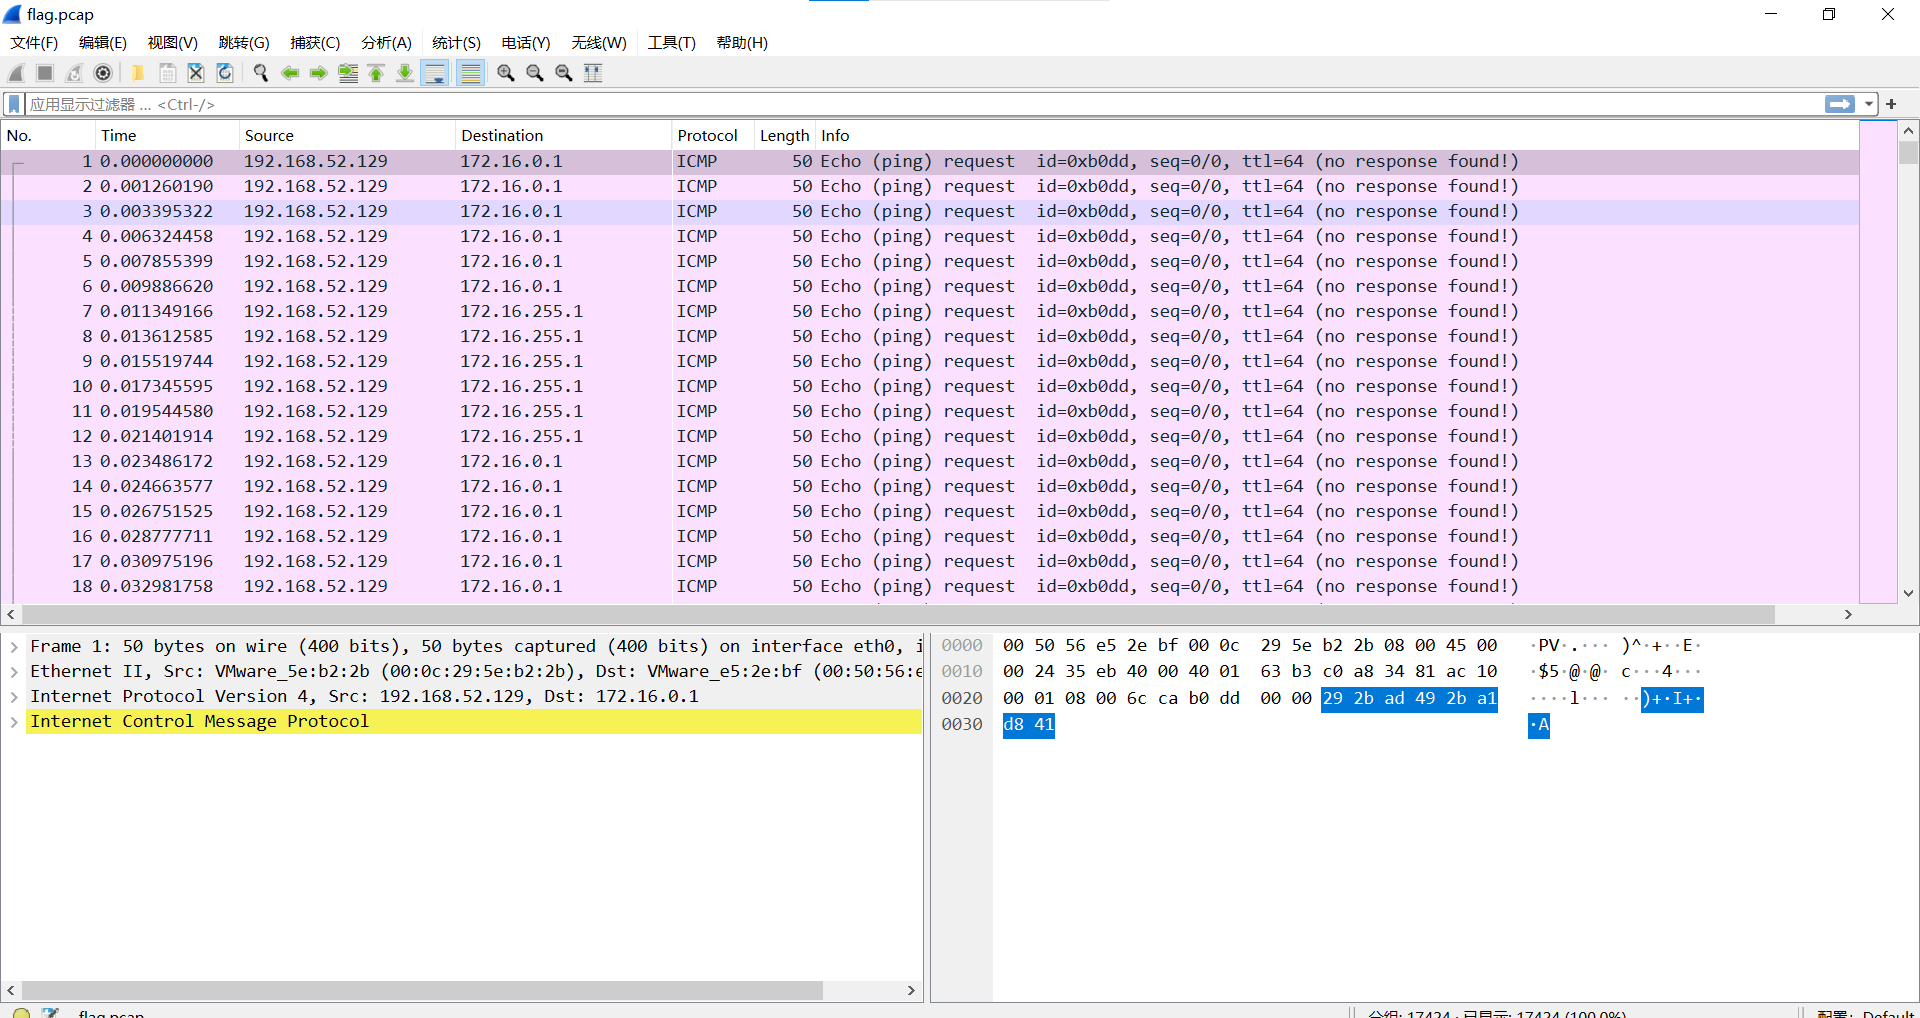 flag.pcap
文件(F) 编辑(E) 视图(V) 跳转(G) 捕获(C) 分析(A) 统计(S) 电话(Y) 无线(W) 工具(T) 帮助(H)
应用显示过滤器 … <Ctrl-/>
No. Time Source Destination Protocol Length Info
1 0.000000000 192.168.52.129 172.16.0.1 ICMP 50 Echo (ping) request id=0xb0dd, seq=0/0, ttl=64 (no response found!)
2 0.001260190 192.168.52.129 172.16.0.1 ICMP 50 Echo (ping) request id=0xb0dd, seq=0/0, ttl=64 (no response found!)
3 0.003395322 192.168.52.129 172.16.0.1 ICMP 50 Echo (ping) request id=0xb0dd, seq=0/0, ttl=64 (no response found!)
4 0.006324458 192.168.52.129 172.16.0.1 ICMP 50 Echo (ping) request id=0xb0dd, seq=0/0, ttl=64 (no response found!)
5 0.007855399 192.168.52.129 172.16.0.1 ICMP 50 Echo (ping) request id=0xb0dd, seq=0/0, ttl=64 (no response found!)
6 0.009886620 192.168.52.129 172.16.0.1 ICMP 50 Echo (ping) request id=0xb0dd, seq=0/0, ttl=64 (no response found!)
7 0.011349166 192.168.52.129 172.16.255.1 ICMP 50 Echo (ping) request id=0xb0dd, seq=0/0, ttl=64 (no response found!)
8 0.013612585 192.168.52.129 172.16.255.1 ICMP 50 Echo (ping) request id=0xb0dd, seq=0/0, ttl=64 (no response found!)
9 0.015519744 192.168.52.129 172.16.255.1 ICMP 50 Echo (ping) request id=0xb0dd, seq=0/0, ttl=64 (no response found!)
10 0.017345595 192.168.52.129 172.16.255.1 ICMP 50 Echo (ping) request id=0xb0dd, seq=0/0, ttl=64 (no response found!)
11 0.019544580 192.168.52.129 172.16.255.1 ICMP 50 Echo (ping) request id=0xb0dd, seq=0/0, ttl=64 (no response found!)
12 0.021401914 192.168.52.129 172.16.255.1 ICMP 50 Echo (ping) request id=0xb0dd, seq=0/0, ttl=64 (no response found!)
13 0.023486172 192.168.52.129 172.16.0.1 ICMP 50 Echo (ping) request id=0xb0dd, seq=0/0, ttl=64 (no response found!)
14 0.024663577 192.168.52.129 172.16.0.1 ICMP 50 Echo (ping) request id=0xb0dd, seq=0/0, ttl=64 (no response found!)
15 0.026751525 192.168.52.129 172.16.0.1 ICMP 50 Echo (ping) request id=0xb0dd, seq=0/0, ttl=64 (no response found!)
16 0.028777711 192.168.52.129 172.16.0.1 ICMP 50 Echo (ping) request id=0xb0dd, seq=0/0, ttl=64 (no response found!)
17 0.030975196 192.168.52.129 172.16.0.1 ICMP 50 Echo (ping) request id=0xb0dd, seq=0/0, ttl=64 (no response found!)
18 0.032981758 192.168.52.129 172.16.0.1 ICMP 50 Echo (ping) request id=0xb0dd, seq=0/0, ttl=64 (no response found!)
Frame 1: 50 bytes on wire (400 bits), 50 bytes captured (400 bits) on interface eth0, i
Ethernet II, Src: VMware_5e:b2:2b (00:0c:29:5e:b2:2b), Dst: VMware_e5:2e:bf (00:50:56:e
Internet Protocol Version 4, Src: 192.168.52.129, Dst: 172.16.0.1
Internet Control Message Protocol
0000 00 50 56 e5 2e bf 00 0c 29 5e b2 2b 08 00 45 00 ·PV·.··· )^·+··E·
0010 00 24 35 eb 40 00 40 01 63 b3 c0 a8 34 81 ac 10 ·$5·@·@· c···4···
0020 00 01 08 00 6c ca b0 dd 00 00 29 2b ad 49 2b a1 ····l··· ··)+·I+·
0030 d8 41 ·A
flag.pcap 分组: 17424 · 已显示: 17424 (100.0%) 配置: Default